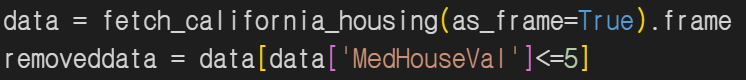 data = fetch_california_housing(as_frame=True).frame
removeddata = data[data['MedHouseVal']<=5]